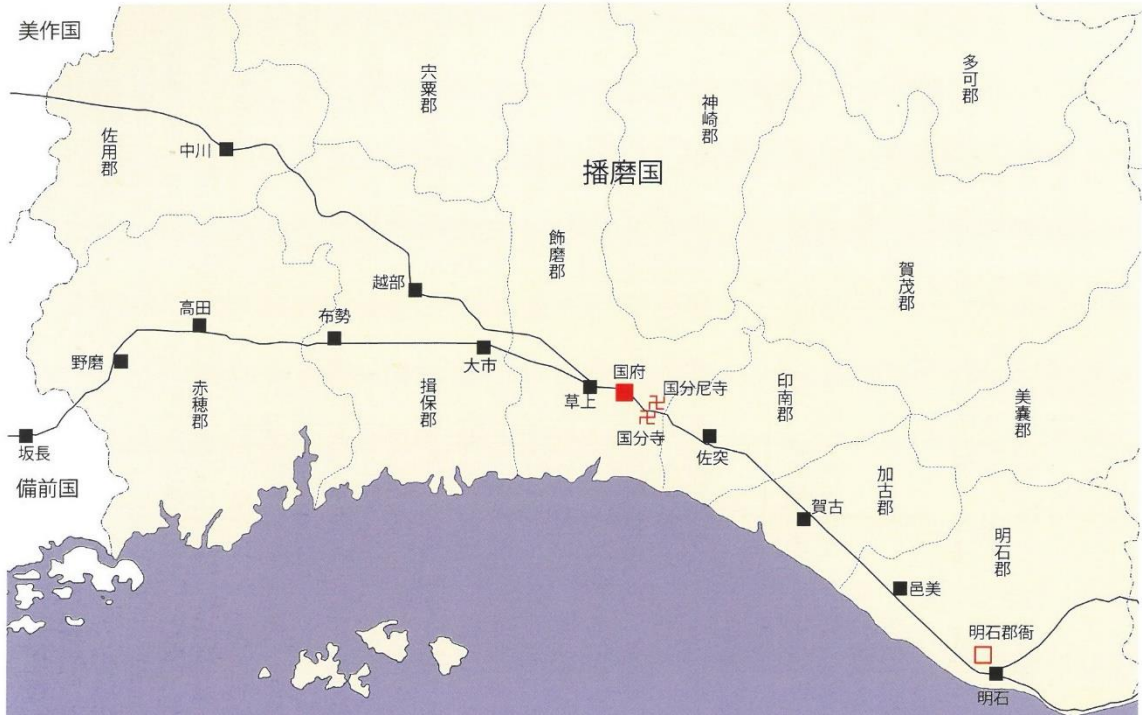 美作国
宍粟郡
多可郡
神崎郡
佐用郡
中川
播磨国
飾磨郡
賀茂郡
越部
高田
布勢
野磨
大市
赤穂郡
揖保郡
草上
国府
国分尼寺
国分寺
印南郡
佐突
美嚢郡
坂長
備前国
加古郡
賀古
明石郡
邑美
明石郡衙
明石